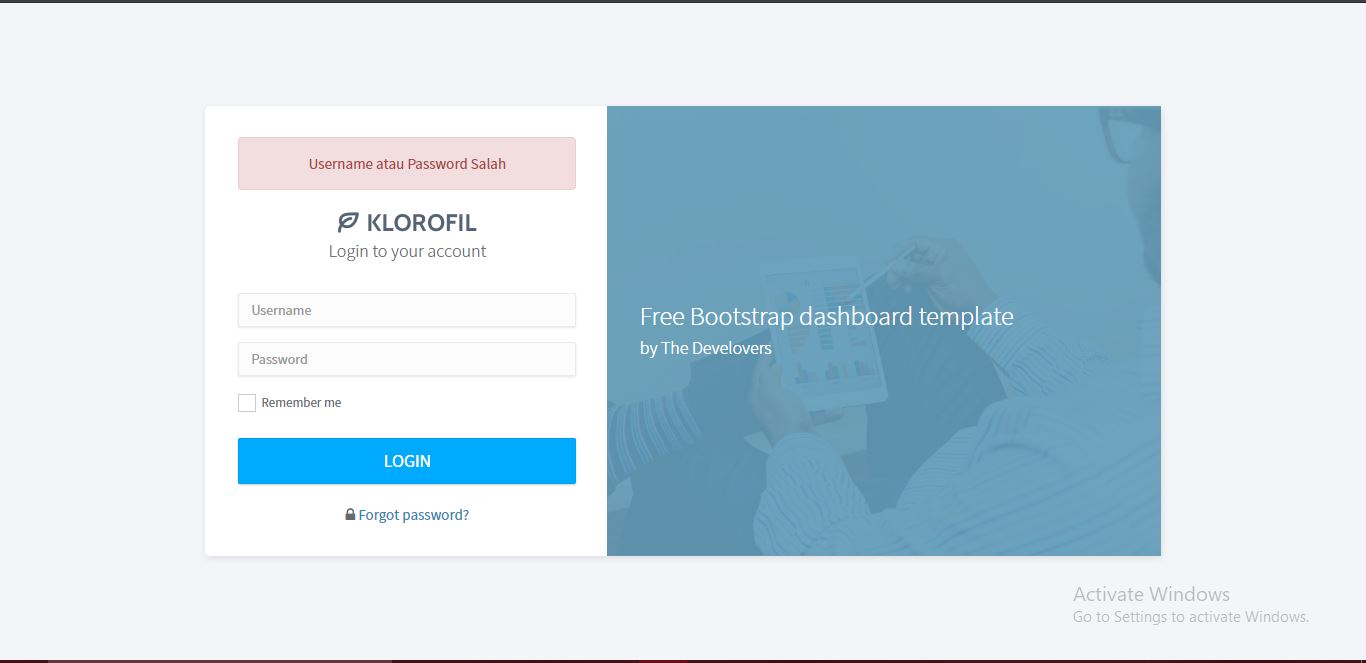 Username atau Password Salah
KLOROFIL
Login to your account
Username
Password
Remember me
LOGIN
Forgot password?
Free Bootstrap dashboard template
by The Develovers
Activate Windows
Go to Settings to activate Windows.